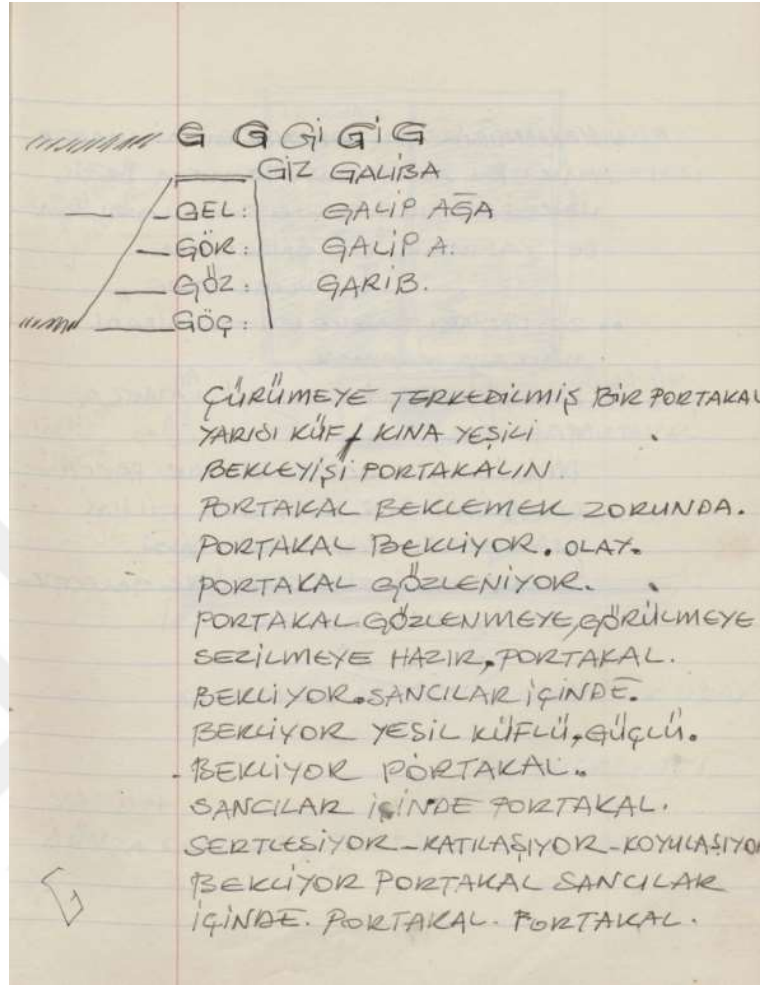 G G Gİ GİG
GİZ GALİBA
GEL: GALİP AĞA
GÖR: GALİP A.
GÖZ: GARİB.
GÖÇ:
ÇÜRÜMEYE TERKEDİLMİŞ BİR PORTAKAL
YARISI KÜF KINA YEŞİLİ
BEKLEYİŞİ PORTAKALIN.
PORTAKAL BEKLEMEK ZORUNDA.
PORTAKAL BEKLİYOR. OLAY.
PORTAKAL GÖZLENİYOR.
PORTAKAL GÖZLENMEYE, GÖRÜLMEYE
SEZİLMEYE HAZIR, PORTAKAL.
BEKLİYOR. SANCILAR İÇİNDE.
BEKLİYOR YEŞİL KÜFLÜ, GÜÇLÜ.
- BEKLİYOR PORTAKAL..
SANCILAR İÇİNDE PORTAKAL.
SERTLEŞİYOR - KATILAŞIYOR - KOYULAŞIYOR
BEKLİYOR PORTAKAL SANCILAR
İÇİNDE. PORTAKAL. PORTAKAL.